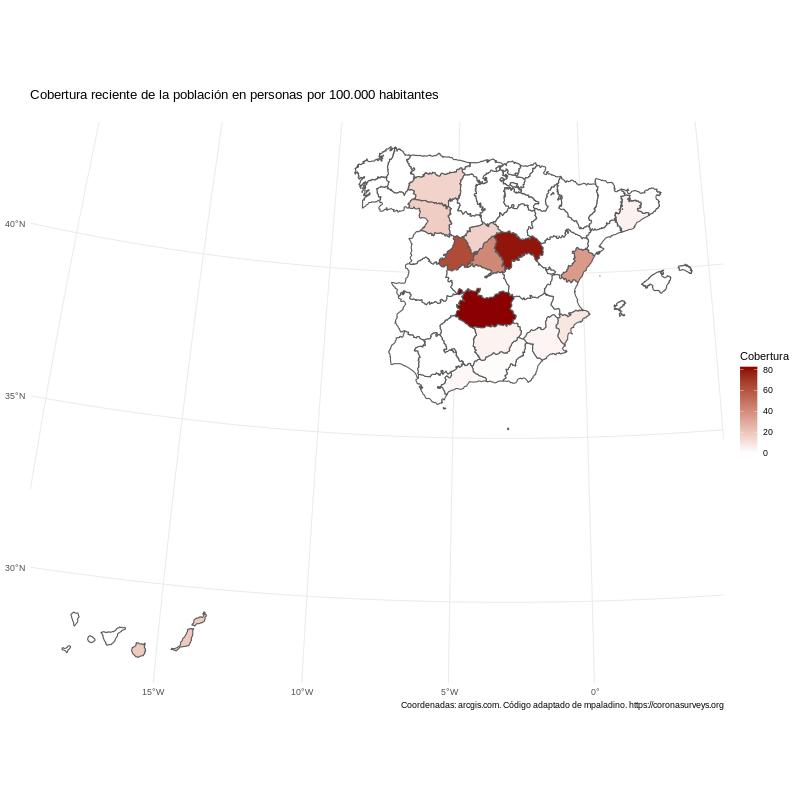 Cobertura reciente de la población en personas por 100.000 habitantes
40°N
35°N
30°N
15°W
10°W
5°W
0°
Cobertura
80
60
40
20
0
Coordenadas: arcgis.com. Código adaptado de mpaladino. https://coronasurveys.org